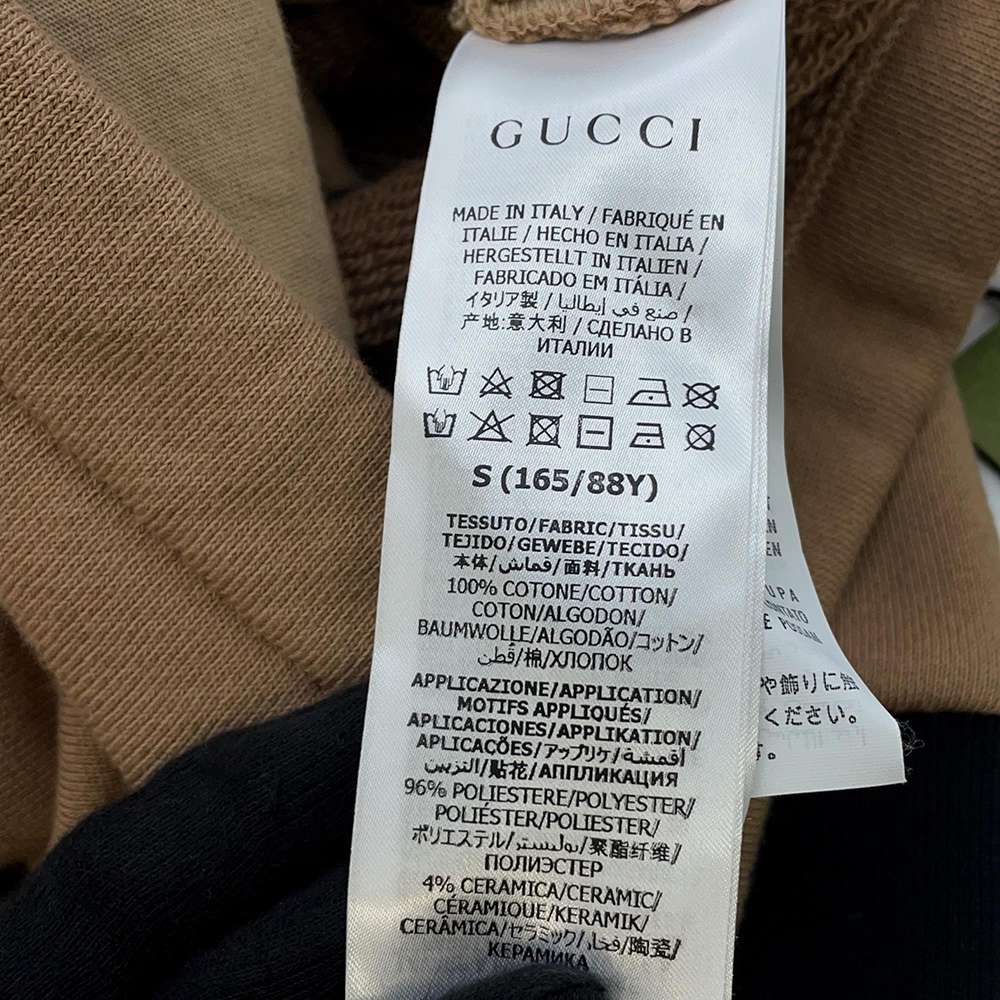 GUCCI
MADE IN ITALY / FABRIQUÉ EN
ITALIE / HECHO EN ITALIA /
HERGESTELLT IN ITALIEN /
FABRICADO EM ITÁLIA /
イタリア製 / صنع في إيطاليا /
产地:意大利 / СДЕЛАНО В
ИТАЛИИ
S (165/88Y)
TESSUTO/FABRIC/TISSU/
TEJIDO/GEWEBE/TECIDO/
本体/قماش/面料/ТКАНЬ
100% COTONE/COTTON/
COTON/ALGODON/
BAUMWOLLE/ALGODÃO/コットン/
قُطن/棉/ХЛОПОК
APPLICAZIONE/APPLICATION/
MOTIFS APPLIQUÉS/
APLICACIONES/APPLIKATION/
APLICAÇÕES/アップリケ/أقمشة
التزيين/贴花/АППЛИКАЦИЯ
96% POLIESTERE/POLYESTER/
POLIÉSTER/POLIESTER/
ポリエステル/بوليستر/聚酯纤维/
ПОЛИЭСТЕР
4% CERAMICA/CERAMIC/
CÉRAMIQUE/KERAMIK/
CERÂMICA/セラミック/فخار/陶瓷/
КЕРАМИКА
EN
UPA
や飾りに
ください。
す。